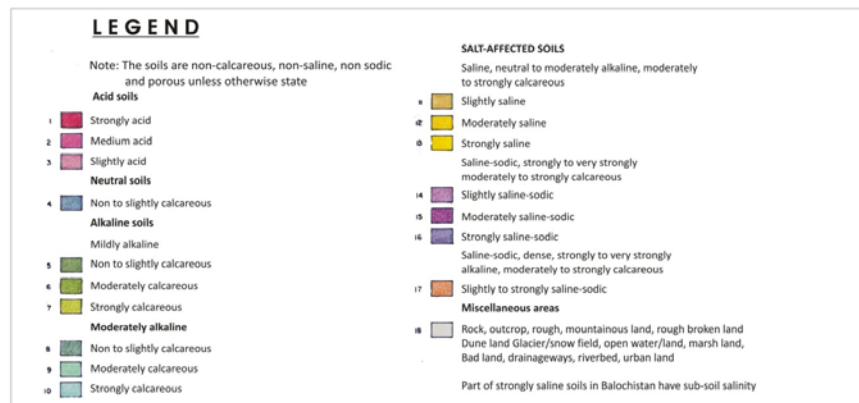 LEGEND
Note: The soils are non-calcareous, non-saline, non sodic
and porous unless otherwise state
Acid soils
1 Strongly acid
2 Medium acid
3 Slightly acid
Neutral soils
4 Non to slightly calcareous
Alkaline soils
Mildly alkaline
5 Non to slightly calcareous
6 Moderately calcareous
7 Strongly calcareous
Moderately alkaline
8 Non to slightly calcareous
9 Moderately calcareous
10 Strongly calcareous
SALT-AFFECTED SOILS
Saline, neutral to moderately alkaline, moderately
to strongly calcareous
11 Slightly saline
12 Moderately saline
13 Strongly saline
Saline-sodic, strongly to very strongly
moderately to strongly calcareous
14 Slightly saline-sodic
15 Moderately saline-sodic
16 Strongly saline-sodic
Saline-sodic, dense, strongly to very strongly
alkaline, moderately to strongly calcareous
17 Slightly to strongly saline-sodic
Miscellaneous areas
18 Rock, outcrop, rough, mountainous land, rough broken land
Dune land Glacier/snow field, open water/land, marsh land,
Bad land, drainageways, riverbed, urban land
Part of strongly saline soils in Balochistan have sub-soil salinity